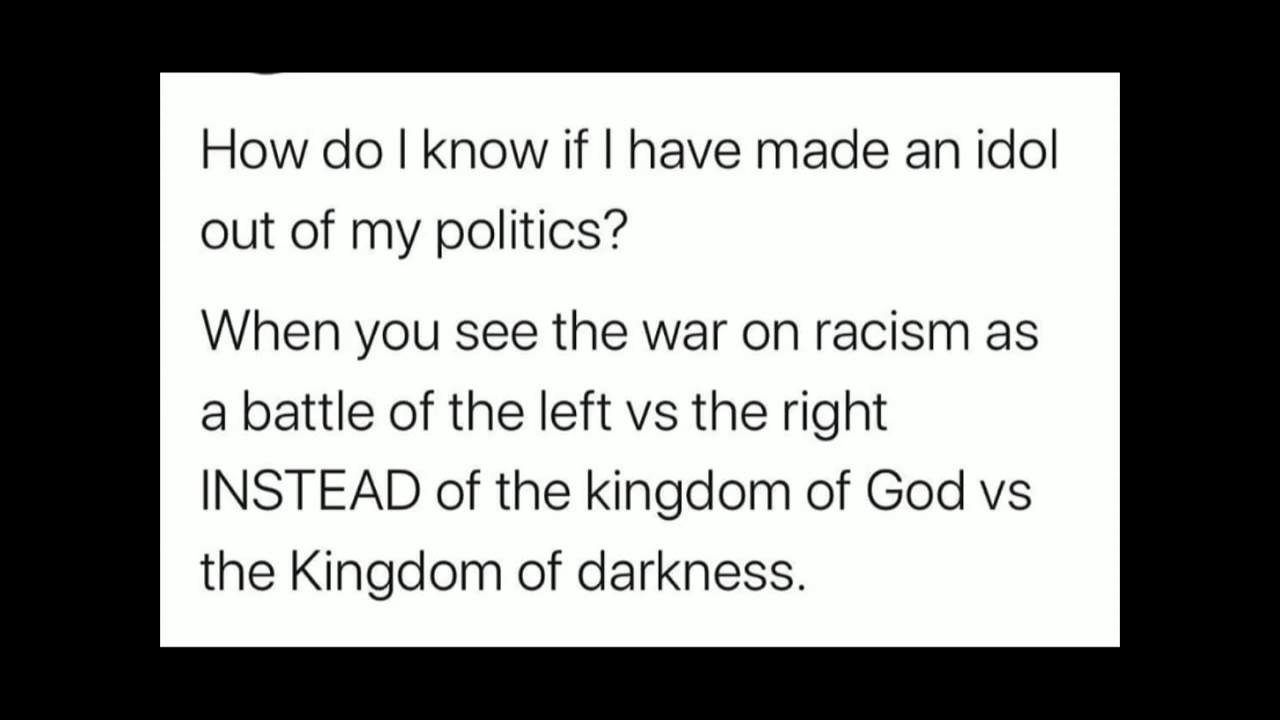 How do I know if I have made an idol
out of my politics?
When you see the war on racism as
a battle of the left vs the right
INSTEAD of the kingdom of God vs
the Kingdom of darkness.